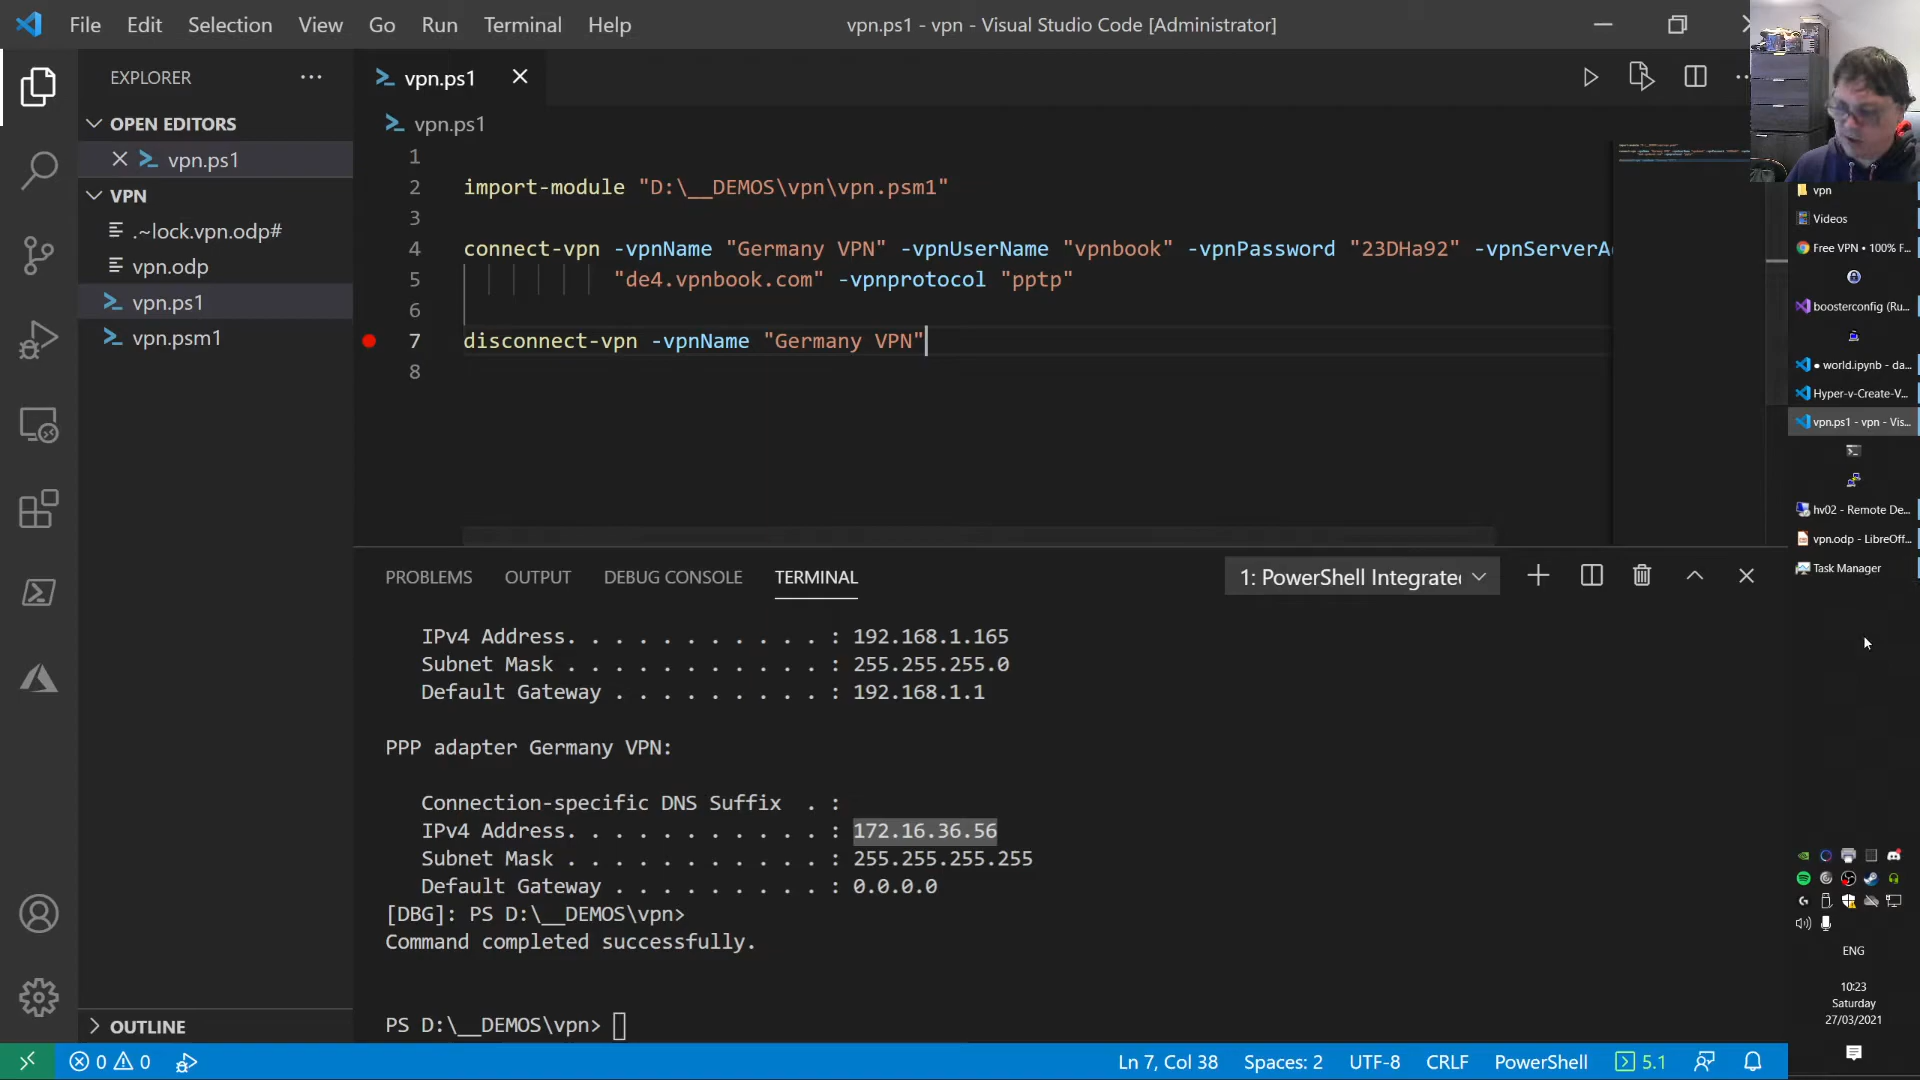 File Edit Selection View Go Run Terminal Help
vpn.ps1 - vpn - Visual Studio Code [Administrator]
EXPLORER
OPEN EDITORS
vpn.ps1
VPN
.~lock.vpn.odp#
vpn.odp
vpn.ps1
vpn.psm1
OUTLINE
vpn.ps1
vpn.ps1
1
2 import-module "D:\__DEMOS\vpn\vpn.psm1"
3
4 connect-vpn -vpnName "Germany VPN" -vpnUserName "vpnbook" -vpnPassword "23DHa92" -vpnServerA
5 "de4.vpnbook.com" -vpnprotocol "pptp"
6
7 disconnect-vpn -vpnName "Germany VPN"
8
PROBLEMS OUTPUT DEBUG CONSOLE TERMINAL
1: PowerShell Integrate
IPv4 Address. . . . . . . . . . . : 192.168.1.165
Subnet Mask . . . . . . . . . . . : 255.255.255.0
Default Gateway . . . . . . . . . : 192.168.1.1
PPP adapter Germany VPN:
Connection-specific DNS Suffix  . :
IPv4 Address. . . . . . . . . . . : 172.16.36.56
Subnet Mask . . . . . . . . . . . : 255.255.255.255
Default Gateway . . . . . . . . . : 0.0.0.0
[DBG]: PS D:\__DEMOS\vpn>
Command completed successfully.
PS D:\__DEMOS\vpn>
0 0
Ln 7, Col 38 Spaces: 2 UTF-8 CRLF PowerShell 5.1
vpn
Videos
Free VPN • 100% F...
boosterconfig (Ru...
● world.ipynb - da...
Hyper-v-Create-V...
vpn.ps1 - vpn - Vis...
hv02 - Remote De...
vpn.odp - LibreOff...
Task Manager
ENG
10:23
Saturday
27/03/2021